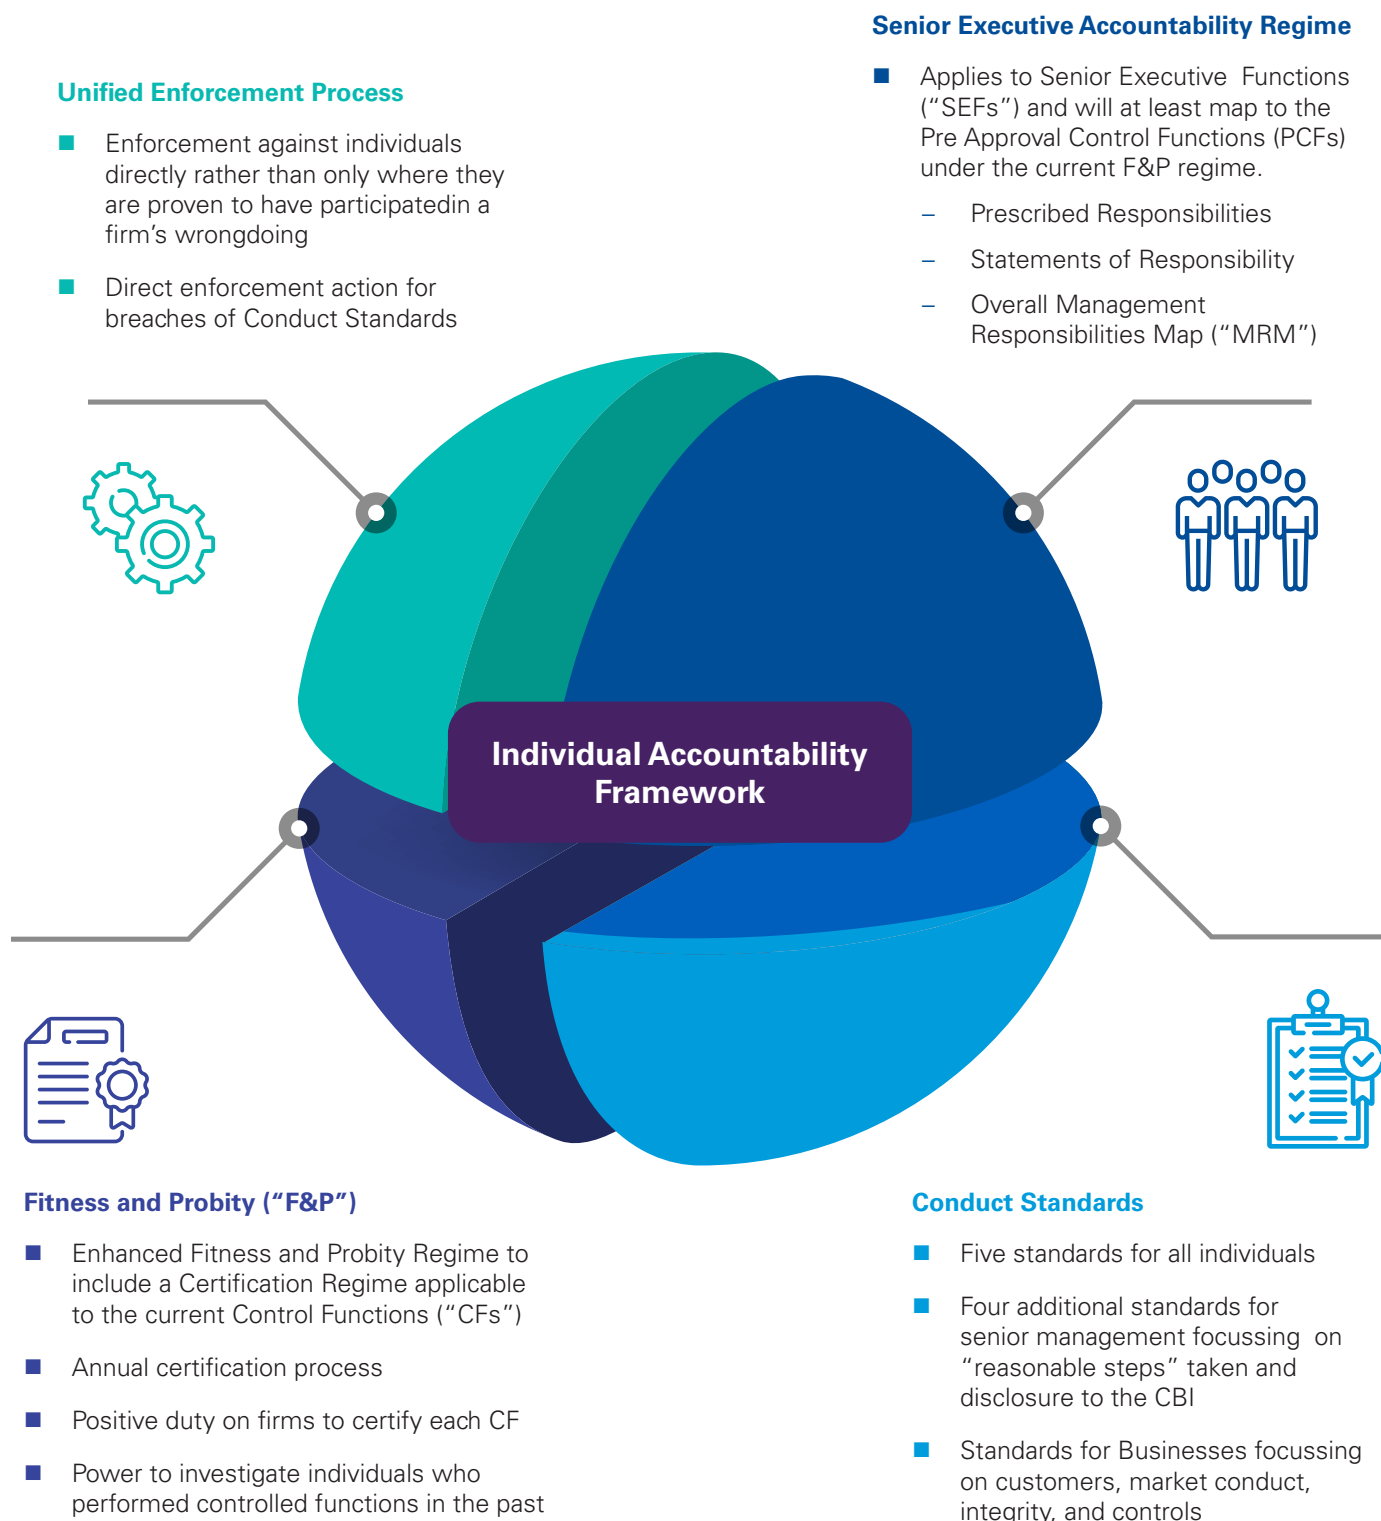 Senior Executive Accountability Regime
Applies to Senior Executive Functions
(“SEFs”) and will at least map to the
Pre Approval Control Functions (PCFs)
under the current F&P regime.
– Prescribed Responsibilities
– Statements of Responsibility
– Overall Management
Responsibilities Map (“MRM”)
Unified Enforcement Process
Enforcement against individuals
directly rather than only where they
are proven to have participatedin a
firm’s wrongdoing
Direct enforcement action for
breaches of Conduct Standards
Individual Accountability
Framework
Fitness and Probity (“F&P”)
Enhanced Fitness and Probity Regime to
include a Certification Regime applicable
to the current Control Functions (“CFs”)
Annual certification process
Positive duty on firms to certify each CF
Power to investigate individuals who
performed controlled functions in the past
Conduct Standards
Five standards for all individuals
Four additional standards for
senior management focussing on
“reasonable steps” taken and
disclosure to the CBI
Standards for Businesses focussing
on customers, market conduct,
integrity, and controls